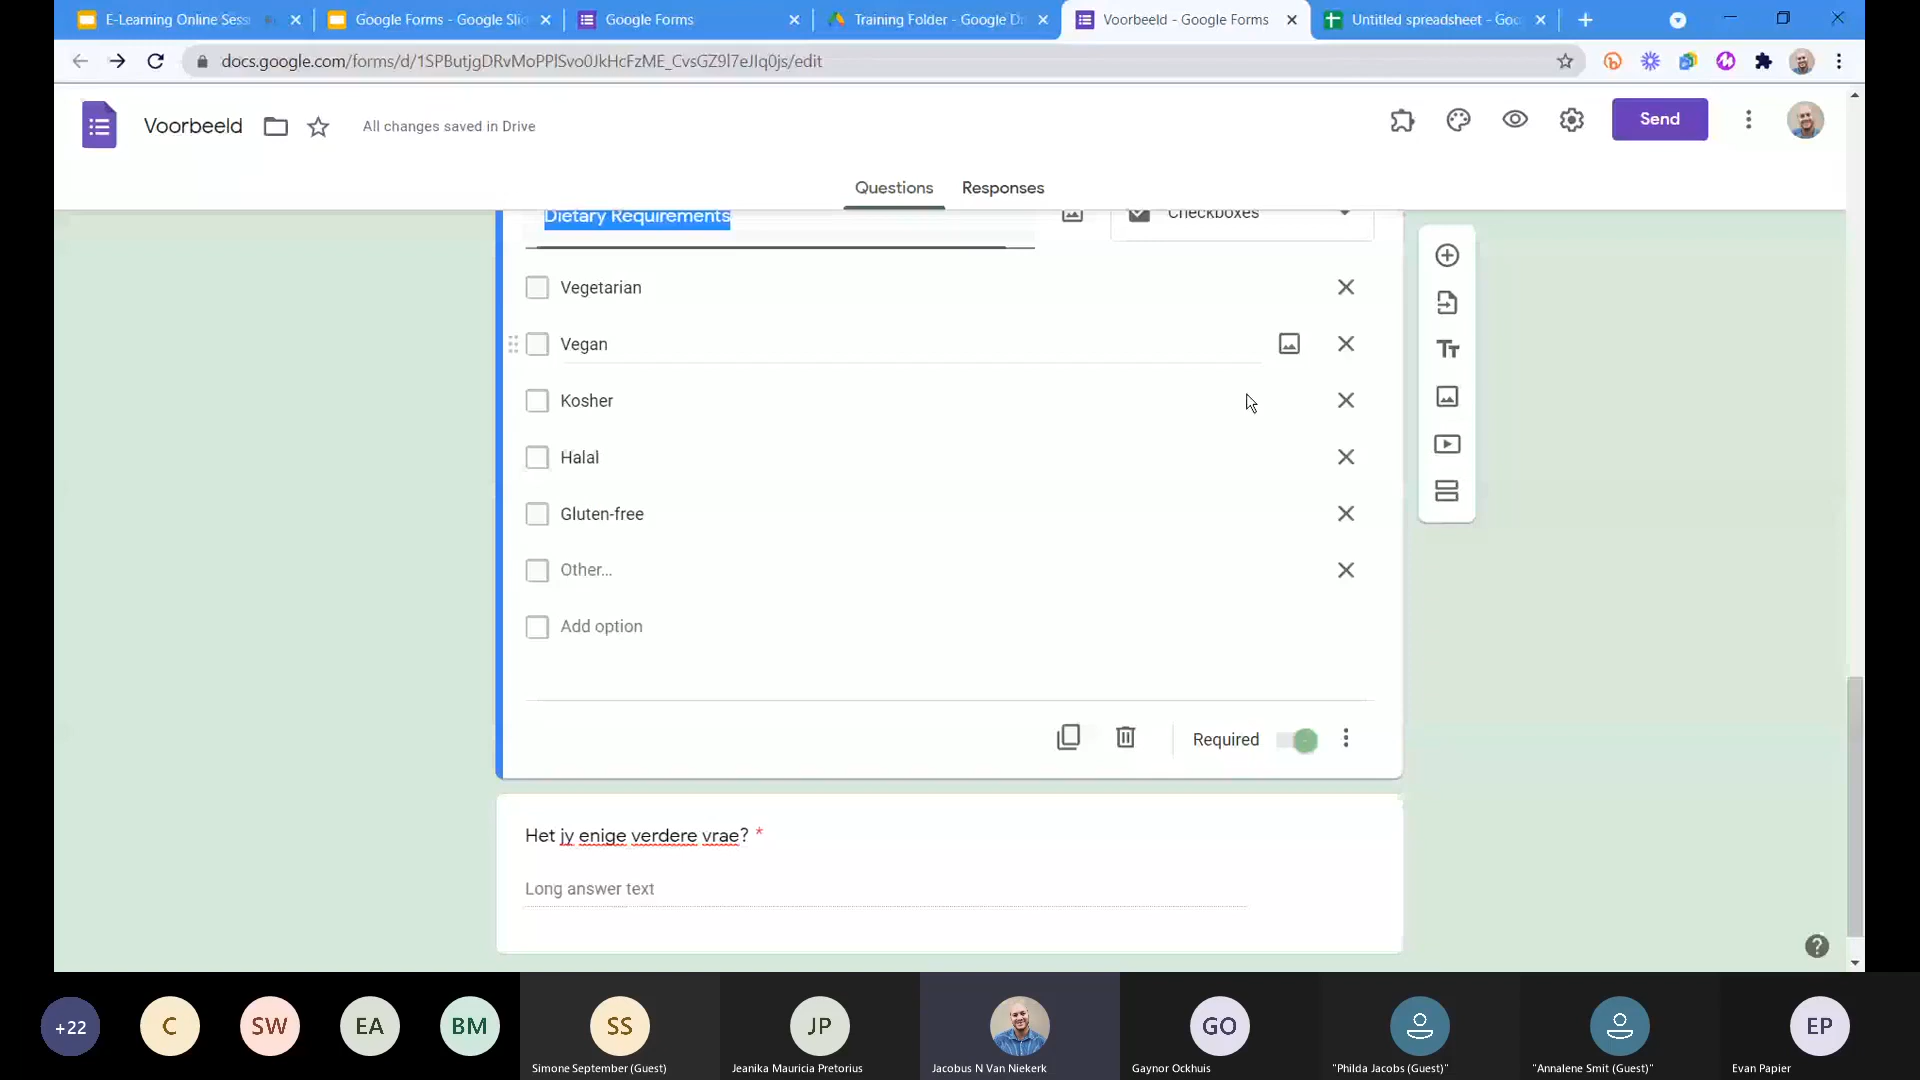 E-Learning Online Sess
Google Forms - Google Slid
Google Forms
Training Folder - Google Dr
Voorbeeld - Google Forms
Untitled spreadsheet - Goo
docs.google.com/forms/d/1SPButjgDRvMoPPlSvo0JkHcFzME_CvsGZ9l7eJIq0js/edit
Voorbeeld
All changes saved in Drive
Send
Questions
Responses
Dietary Requirements
Checkboxes
Vegetarian
Vegan
Kosher
Halal
Gluten-free
Other...
Add option
Required
Het jy enige verdere vrae? *
Long answer text
+22
C
SW
EA
BM
SS
JP
GO
EP
Simone September (Guest)
Jeanika Mauricia Pretorius
Jacobus N Van Niekerk
Gaynor Ockhuis
"Philda Jacobs (Guest)"
"Annalene Smit (Guest)"
Evan Papier